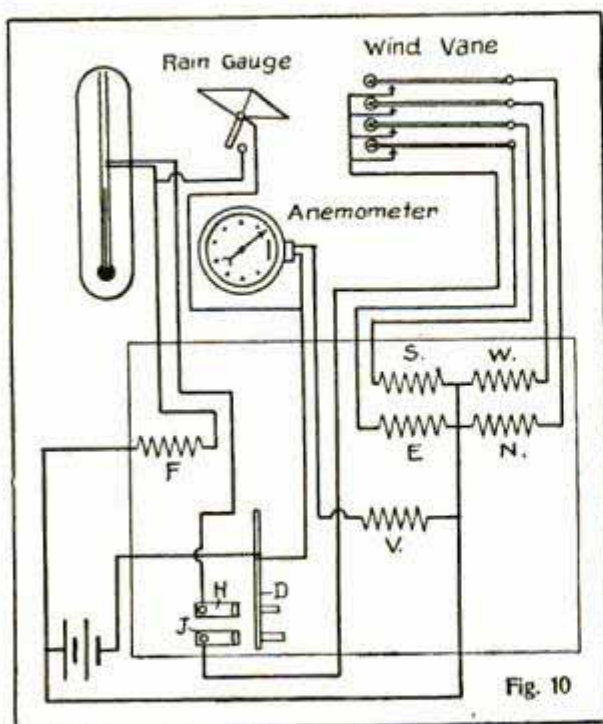 Wind Vane
Rain Gauge
Anemometer
S. W.
E N.
F
V.
H D
J
Fig. 10